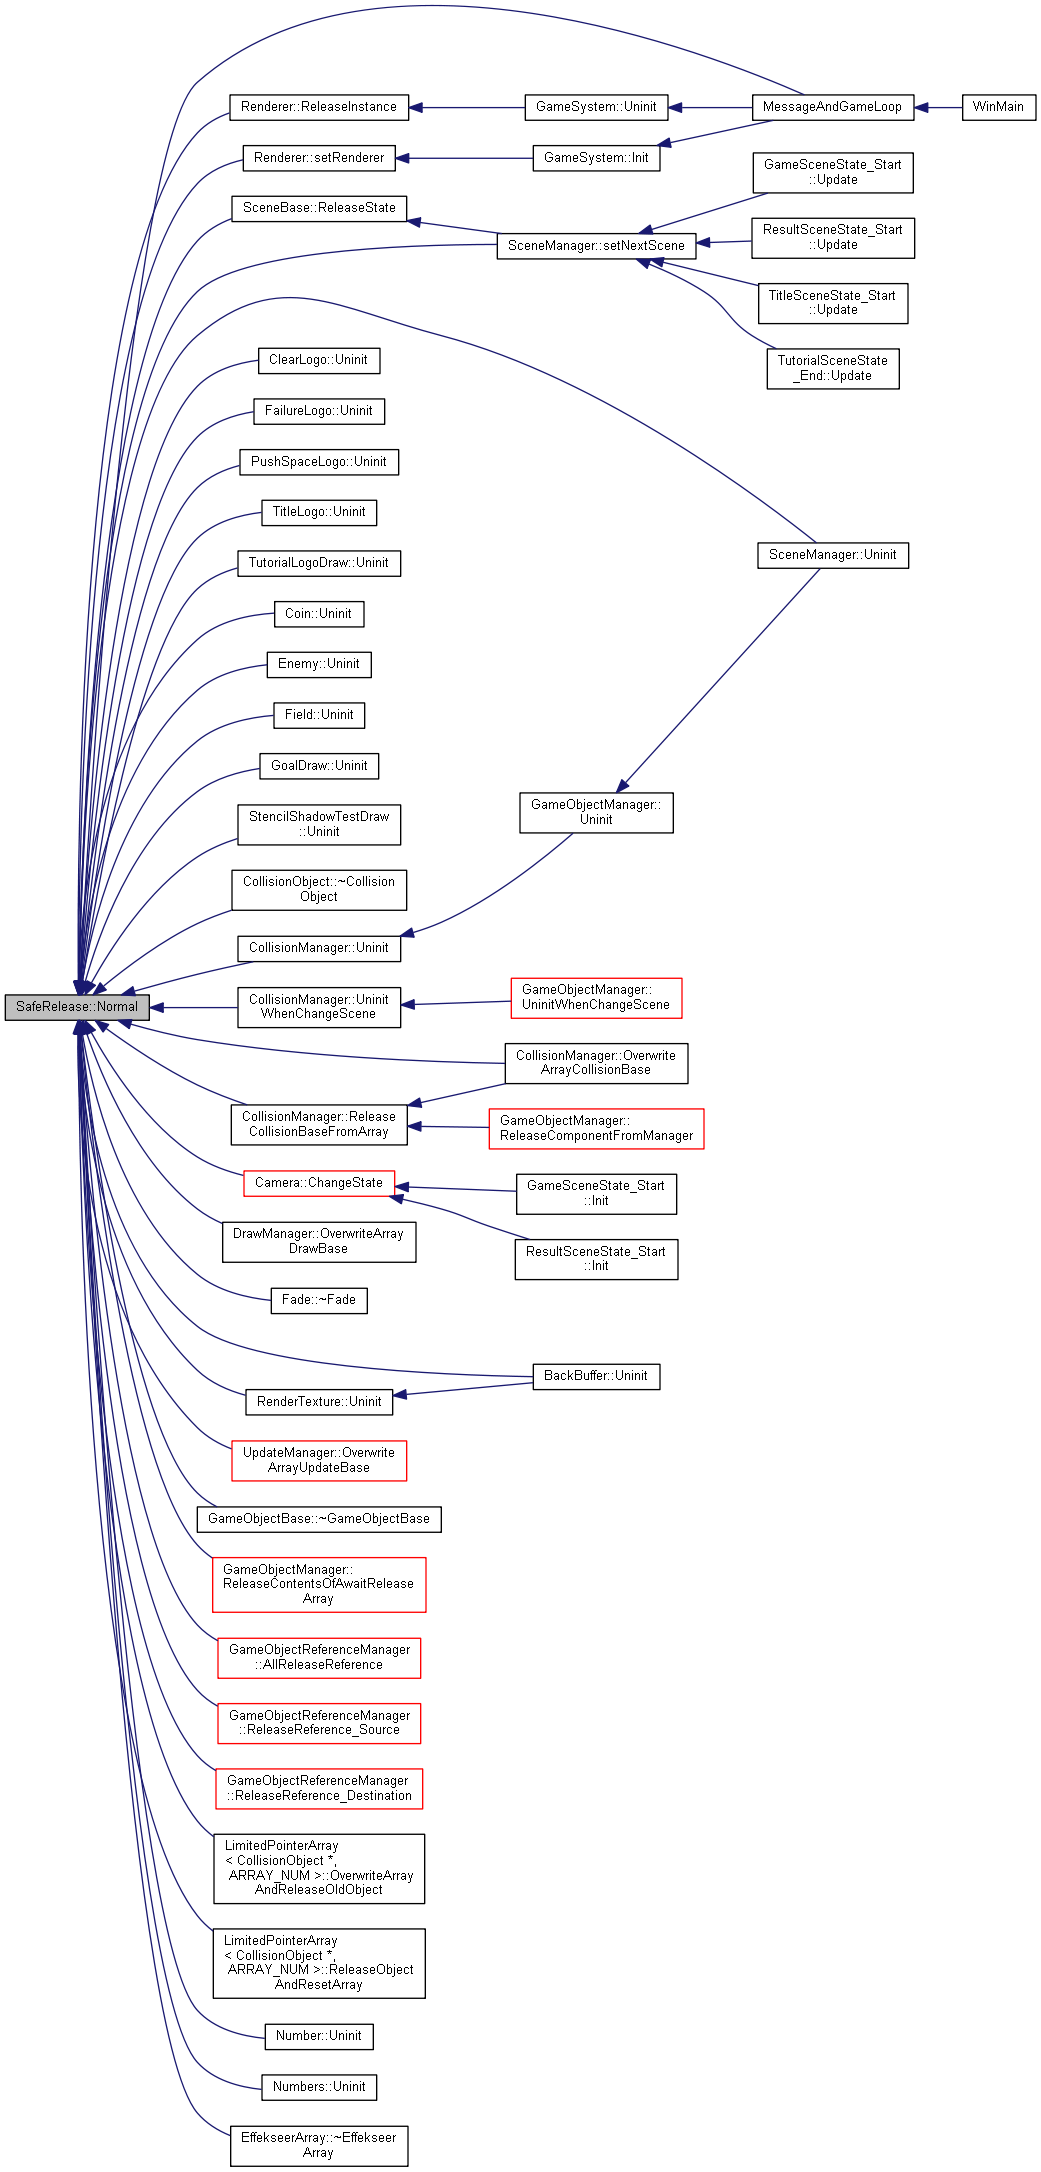 Renderer::ReleaseInstance
GameSystem::Uninit
MessageAndGameLoop
WinMain
Renderer::setRenderer
GameSystem::Init
GameSceneState_Start
::Update
SceneBase::ReleaseState
SceneManager::setNextScene
ResultSceneState_Start
::Update
TitleSceneState_Start
::Update
TutorialSceneState
_End::Update
ClearLogo::Uninit
FailureLogo::Uninit
PushSpaceLogo::Uninit
TitleLogo::Uninit
TutorialLogoDraw::Uninit
SceneManager::Uninit
Coin::Uninit
Enemy::Uninit
Field::Uninit
GoalDraw::Uninit
StencilShadowTestDraw
::Uninit
GameObjectManager::
Uninit
CollisionObject::~Collision
Object
CollisionManager::Uninit
SafeRelease::Normal
CollisionManager::Uninit
WhenChangeScene
GameObjectManager::
UninitWhenChangeScene
CollisionManager::Overwrite
ArrayCollisionBase
CollisionManager::Release
CollisionBaseFromArray
GameObjectManager::
ReleaseComponentFromManager
Camera::ChangeState
GameSceneState_Start
::Init
DrawManager::OverwriteArray
DrawBase
ResultSceneState_Start
::Init
Fade::~Fade
BackBuffer::Uninit
RenderTexture::Uninit
UpdateManager::Overwrite
ArrayUpdateBase
GameObjectBase::~GameObjectBase
GameObjectManager::
ReleaseContentsOfAwaitRelease
Array
GameObjectReferenceManager
::AllReleaseReference
GameObjectReferenceManager
::ReleaseReference_Source
GameObjectReferenceManager
::ReleaseReference_Destination
LimitedPointerArray
< CollisionObject *,
ARRAY_NUM >::OverwriteArray
AndReleaseOldObject
LimitedPointerArray
< CollisionObject *,
ARRAY_NUM >::ReleaseObject
AndResetArray
Number::Uninit
Numbers::Uninit
EffekseerArray::~Effekseer
Array